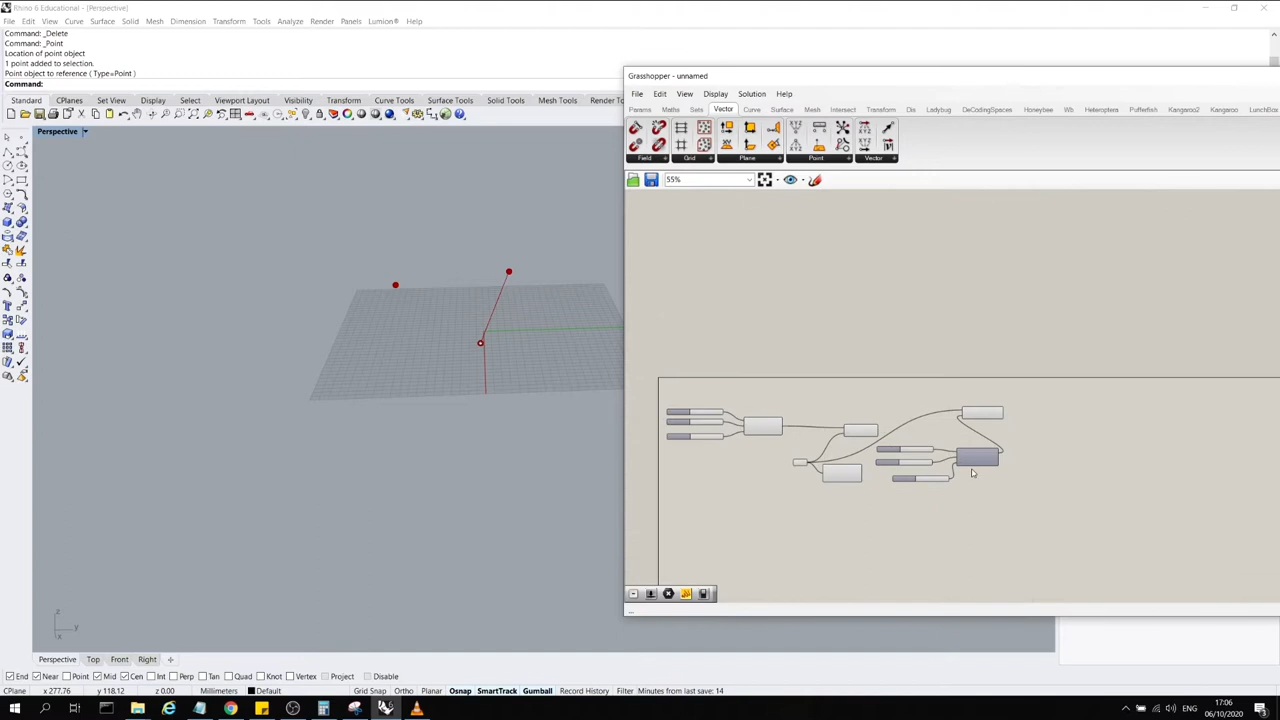 Rhino 6 Educational - [Perspective]
File Edit View Curve Surface Solid Mesh Dimension Transform Tools Analyze Render Panels Lumion® Help
Command: _Delete
Command: _Point
Location of point object
1 point added to selection.
Point object to reference ( Type=Point )
Command:
Standard CPlanes Set View Display Select Viewport Layout Visibility Transform Curve Tools Surface Tools Solid Tools Mesh Tools Render To
Perspective
Grasshopper - unnamed
File Edit View Display Solution Help
Params Maths Sets Vector Curve Surface Mesh Intersect Transform Dis Ladybug DeCodingSpaces Honeybee Wb Heteroptera Pufferfish Kangaroo2 Kangaroo LunchBox
Field Grid Plane Point Vector
55%
z
y
x
Perspective Top Front Right
End Near Point Mid Cen Int Perp Tan Quad Knot Vertex Project Disable
CPlane x 277.76 y 118.12 z 0.00 Millimeters Default Grid Snap Ortho Planar Osnap SmartTrack Gumball Record History Filter Minutes from last save: 14
ENG
17:06
06/10/2020